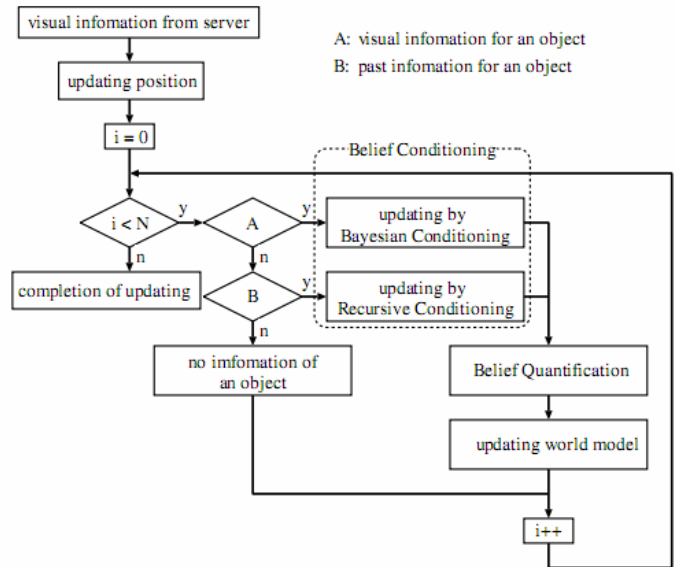 visual infomation from server
A: visual infomation for an object
B: past infomation for an object
updating position
i = 0
Belief Conditioning
i < N
y
A
y
updating by
Bayesian Conditioning
n
n
completion of updating
B
y
updating by
Recursive Conditioning
n
no imfomation of
an object
Belief Quantification
updating world model
i++